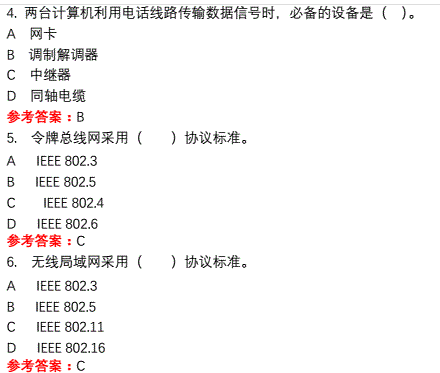 4. 两台计算机利用电话线路传输数据信号时，必备的设备是（ ）。
A 网卡
B 调制解调器
C 中继器
D 同轴电缆
参考答案：B
5. 令牌总线网采用（ ）协议标准。
A IEEE 802.3
B IEEE 802.5
C IEEE 802.4
D IEEE 802.6
参考答案：C
6. 无线局域网采用（ ）协议标准。
A IEEE 802.3
B IEEE 802.5
C IEEE 802.11
D IEEE 802.16
参考答案：C